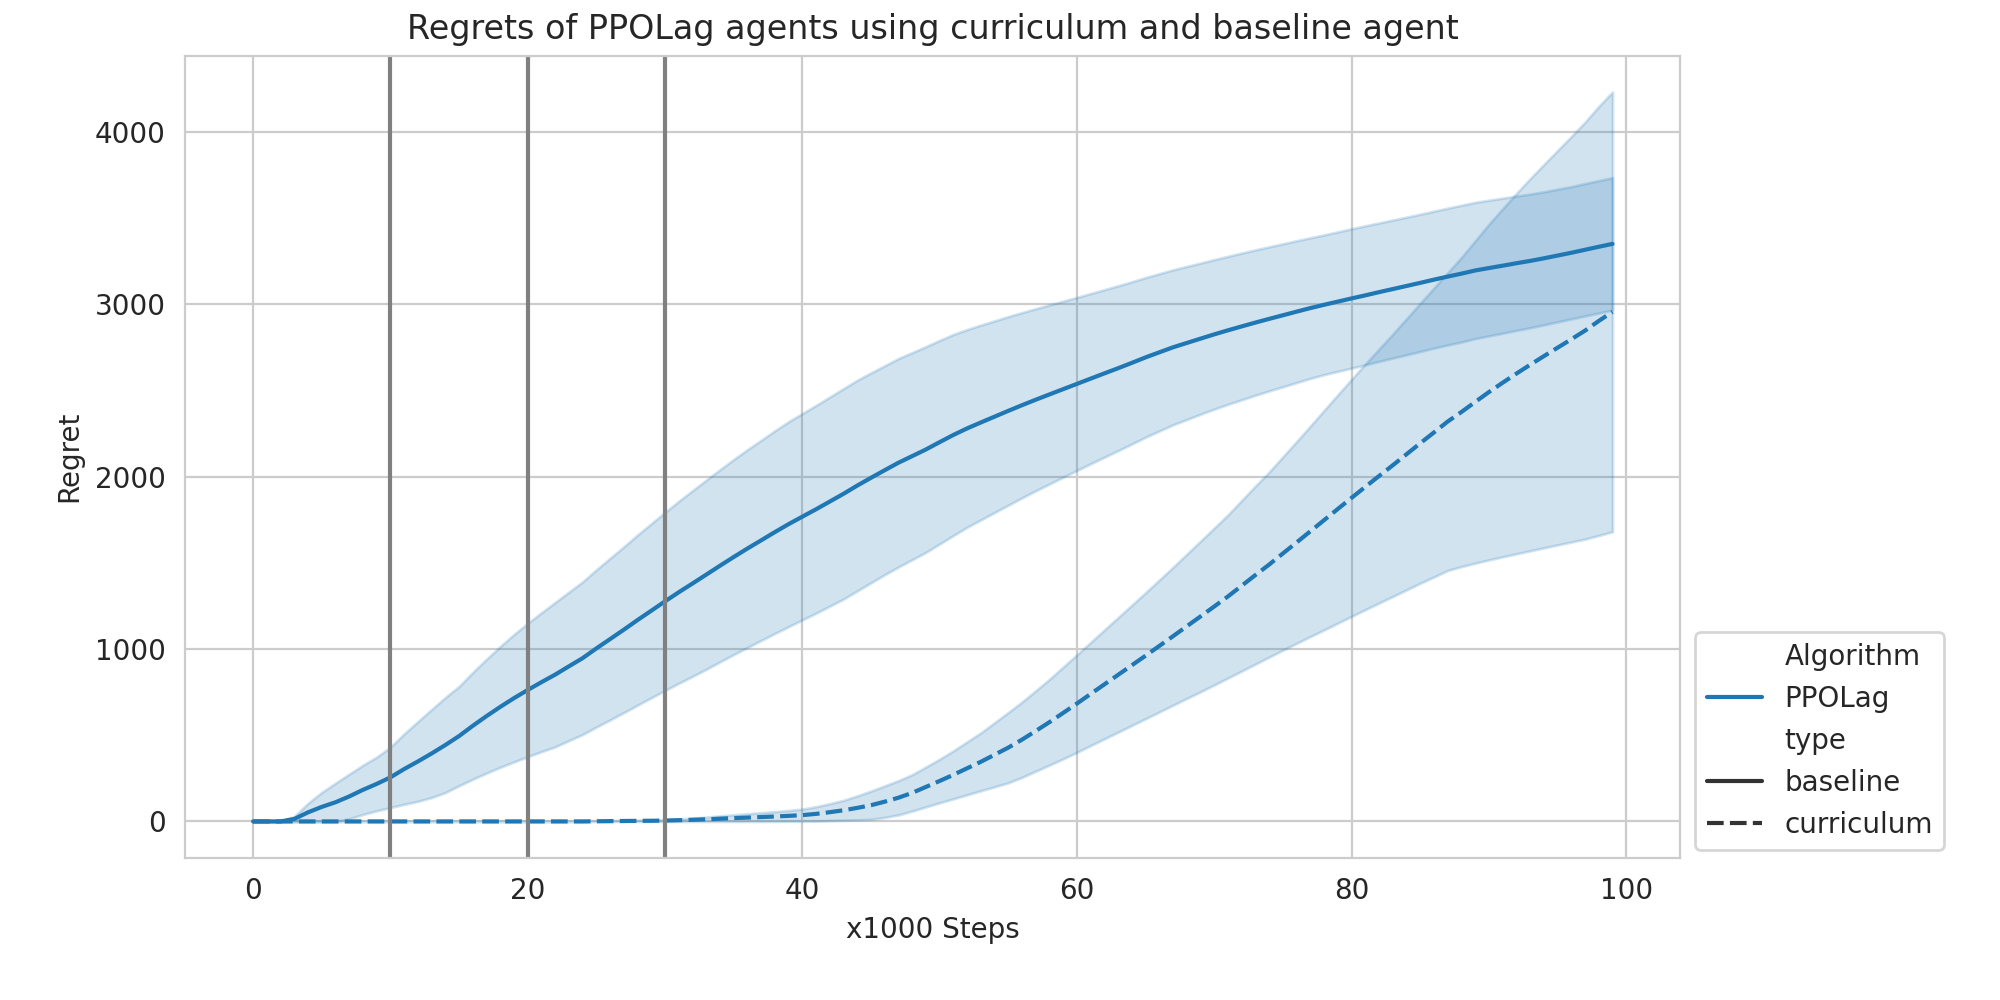 Regrets of PPOLag agents using curriculum and baseline agent
Regret
4000
3000
2000
1000
0
0 20 40 60 80 100
x1000 Steps
Algorithm
PPOLag
type
baseline
curriculum